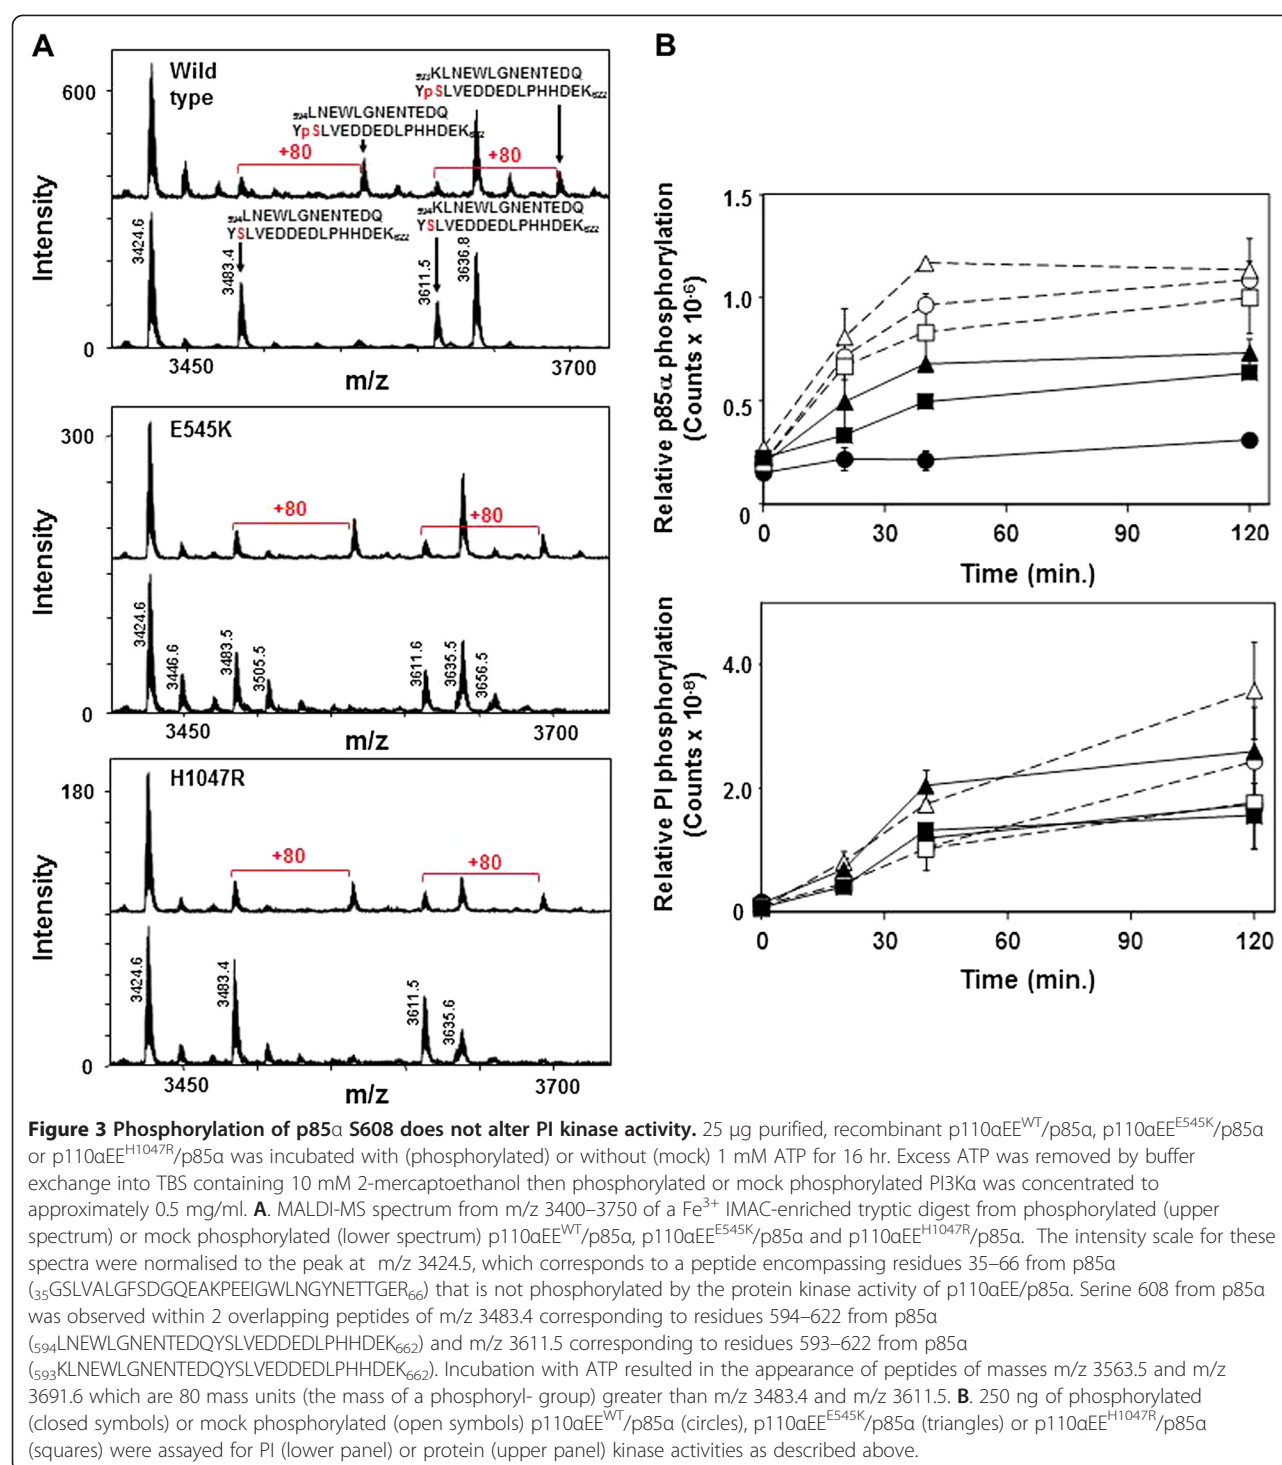 A
Wild
type
593KLNEWLGNENTEDQ
YpSLVEDDEDLPHHDEK622
594LNEWLGNENTEDQ
YpSLVEDDEDLPHHDEK622
+80
+80
594LNEWLGNENTEDQ
YSLVEDDEDLPHHDEK622
594KLNEWLGNENTEDQ
YSLVEDDEDLPHHDEK622
3424.6
3483.4
3611.5
3636.8
600
0
Intensity
Intensity
3450
3700
m/z
E545K
+80
+80
3424.6
3446.6
3483.5
3505.5
3611.6
3635.5
3656.5
300
0
Intensity
3450
3700
m/z
H1047R
+80
+80
3424.6
3483.4
3611.5
3635.6
180
0
Intensity
3450
3700
m/z
B
Relative p85α phosphorylation
(Counts x 10-6)
1.5
1.0
0.5
0
0
30
60
90
120
Time (min.)
Relative PI phosphorylation
(Counts x 10-8)
4.0
2.0
0
0
30
60
90
120
Time (min.)
Figure 3 Phosphorylation of p85α S608 does not alter PI kinase activity. 25 μg purified, recombinant p110αEEWT/p85α, p110αEEE545K/p85α
or p110αEEH1047R/p85α was incubated with (phosphorylated) or without (mock) 1 mM ATP for 16 hr. Excess ATP was removed by buffer
exchange into TBS containing 10 mM 2-mercaptoethanol then phosphorylated or mock phosphorylated PI3Kα was concentrated to
approximately 0.5 mg/ml. A. MALDI-MS spectrum from m/z 3400–3750 of a Fe3+ IMAC-enriched tryptic digest from phosphorylated (upper
spectrum) or mock phosphorylated (lower spectrum) p110αEEWT/p85α, p110αEEE545K/p85α and p110αEEH1047R/p85α. The intensity scale for these
spectra were normalised to the peak at m/z 3424.5, which corresponds to a peptide encompassing residues 35–66 from p85α
(35GSLVALGFSDGQEAKPEEIGWLNGYNETTGER66) that is not phosphorylated by the protein kinase activity of p110αEE/p85α. Serine 608 from p85α
was observed within 2 overlapping peptides of m/z 3483.4 corresponding to residues 594–622 from p85α
(594LNEWLGNENTEDQYSLVEDDEDLPHHDEK662) and m/z 3611.5 corresponding to residues 593–622 from p85α
(593KLNEWLGNENTEDQYSLVEDDEDLPHHDEK662). Incubation with ATP resulted in the appearance of peptides of masses m/z 3563.5 and m/z
3691.6 which are 80 mass units (the mass of a phosphoryl- group) greater than m/z 3483.4 and m/z 3611.5. B. 250 ng of phosphorylated
(closed symbols) or mock phosphorylated (open symbols) p110αEEWT/p85α (circles), p110αEEE545K/p85α (triangles) or p110αEEH1047R/p85α
(squares) were assayed for PI (lower panel) or protein (upper panel) kinase activities as described above.